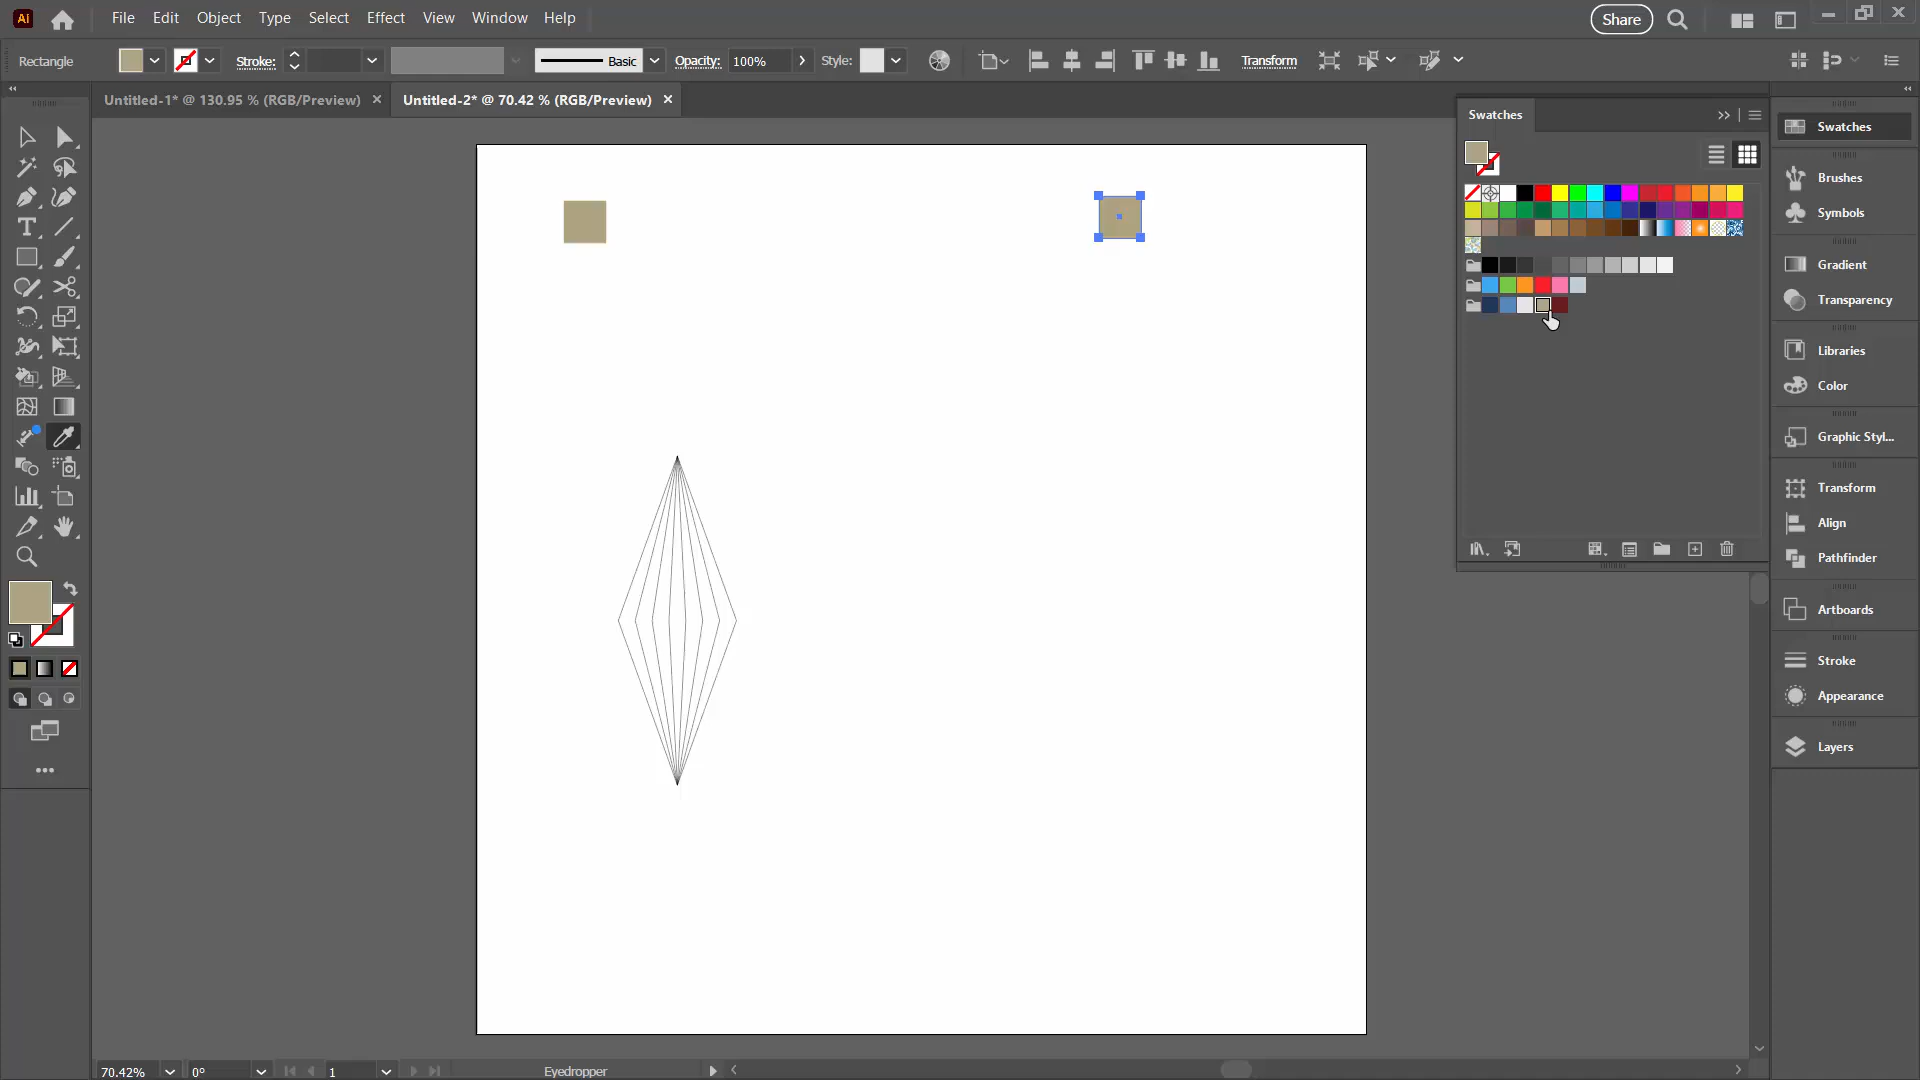 Ai File Edit Object Type Select Effect View Window Help Share
Rectangle Stroke: Basic Opacity: 100% Style: Transform
Untitled-1* @ 130.95 % (RGB/Preview) × Untitled-2* @ 70.42 % (RGB/Preview) ×
Swatches
Swatches
Brushes
Symbols
Gradient
Transparency
Libraries
Color
Graphic Styl...
Transform
Align
Pathfinder
Artboards
Stroke
Appearance
Layers
70.42% 0° 1 Eyedropper